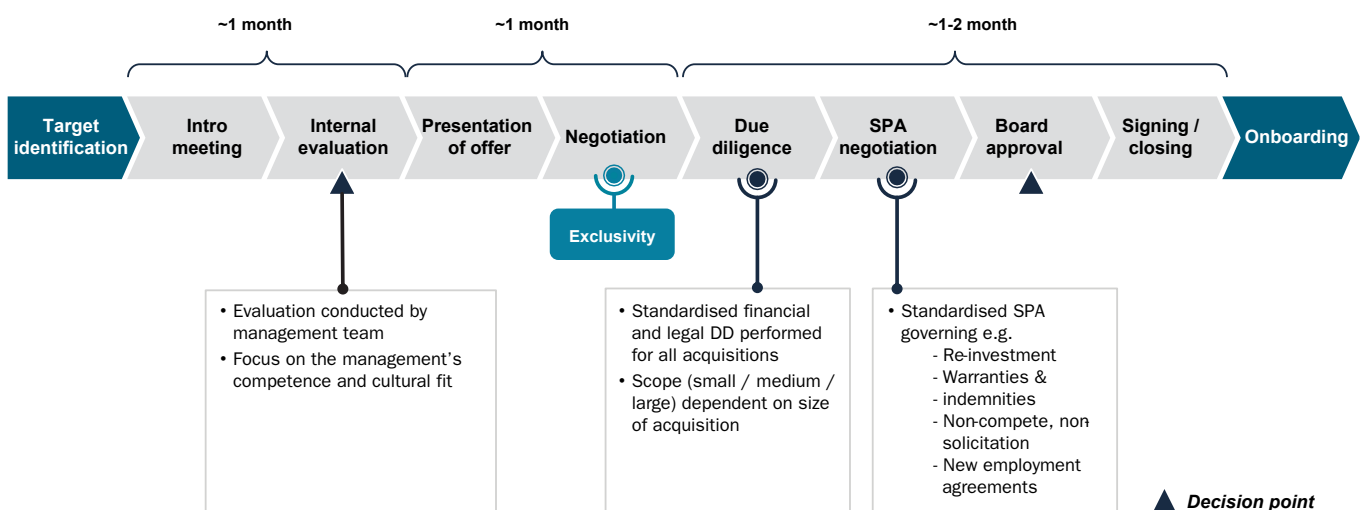 ~1 month
~1 month
~1-2 month
Target
identification
Intro
meeting
Internal
evaluation
Presentation
of offer
Negotiation
Due
diligence
SPA
negotiation
Board
approval
Signing /
closing
Onboarding
Exclusivity
• Evaluation conducted by
management team
• Focus on the management's
competence and cultural fit
• Standardised financial
and legal DD performed
for all acquisitions
• Scope (small / medium /
large) dependent on size
of acquisition
• Standardised SPA
governing e.g.
- Re-investment
- Warranties &
- indemnities
- Non-compete, non-
solicitation
- New employment
agreements
Decision point